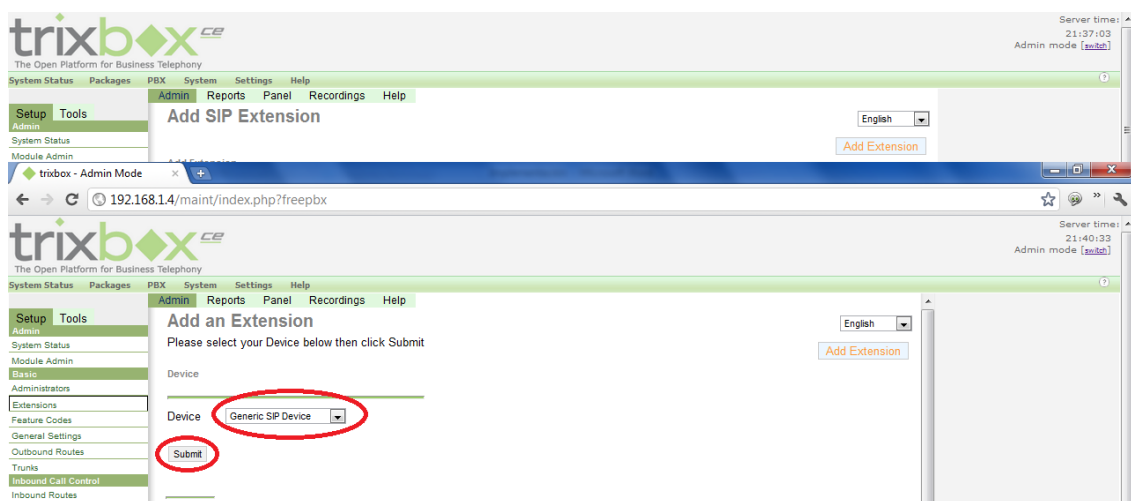 Server time:
21:37:03
Admin mode [switch]
trixbox ce
The Open Platform for Business Telephony
System Status Packages PBX System Settings Help
Admin Reports Panel Recordings Help
Setup Tools
Add SIP Extension
English
Admin
System Status
Add Extension
Module Admin
Add Extension
trixbox - Admin Mode
192.168.1.4/maint/index.php?freepbx
Server time:
21:40:33
Admin mode [switch]
trixbox ce
The Open Platform for Business Telephony
System Status Packages PBX System Settings Help
Admin Reports Panel Recordings Help
Setup Tools
Add an Extension
English
Admin
System Status
Please select your Device below then click Submit
Add Extension
Module Admin
Basic
Device
Administrators
Extensions
Feature Codes
Device Generic SIP Device
General Settings
Outbound Routes
Submit
Trunks
Inbound Call Control
Inbound Routes